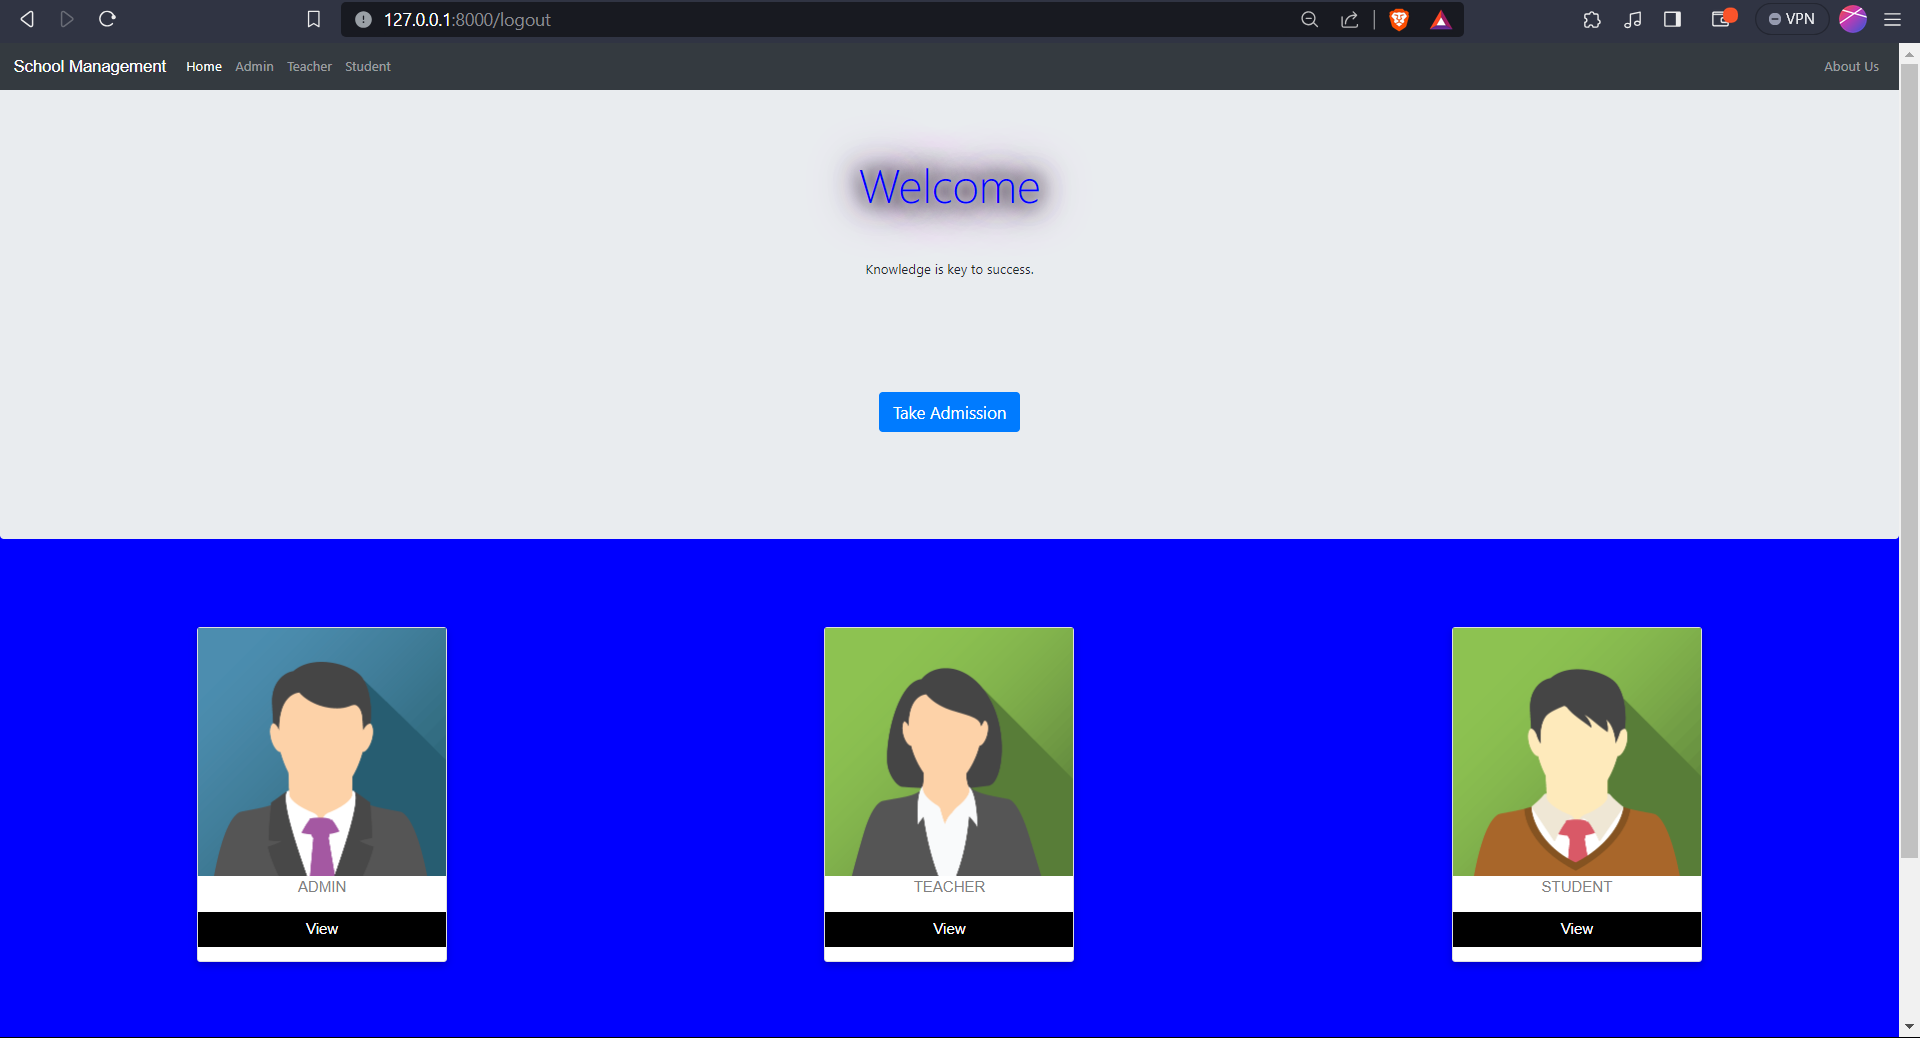 127.0.0.1:8000/logout
VPN
School Management Home Admin Teacher Student About Us
Welcome
Knowledge is key to success.
Take Admission
ADMIN TEACHER STUDENT
View View View